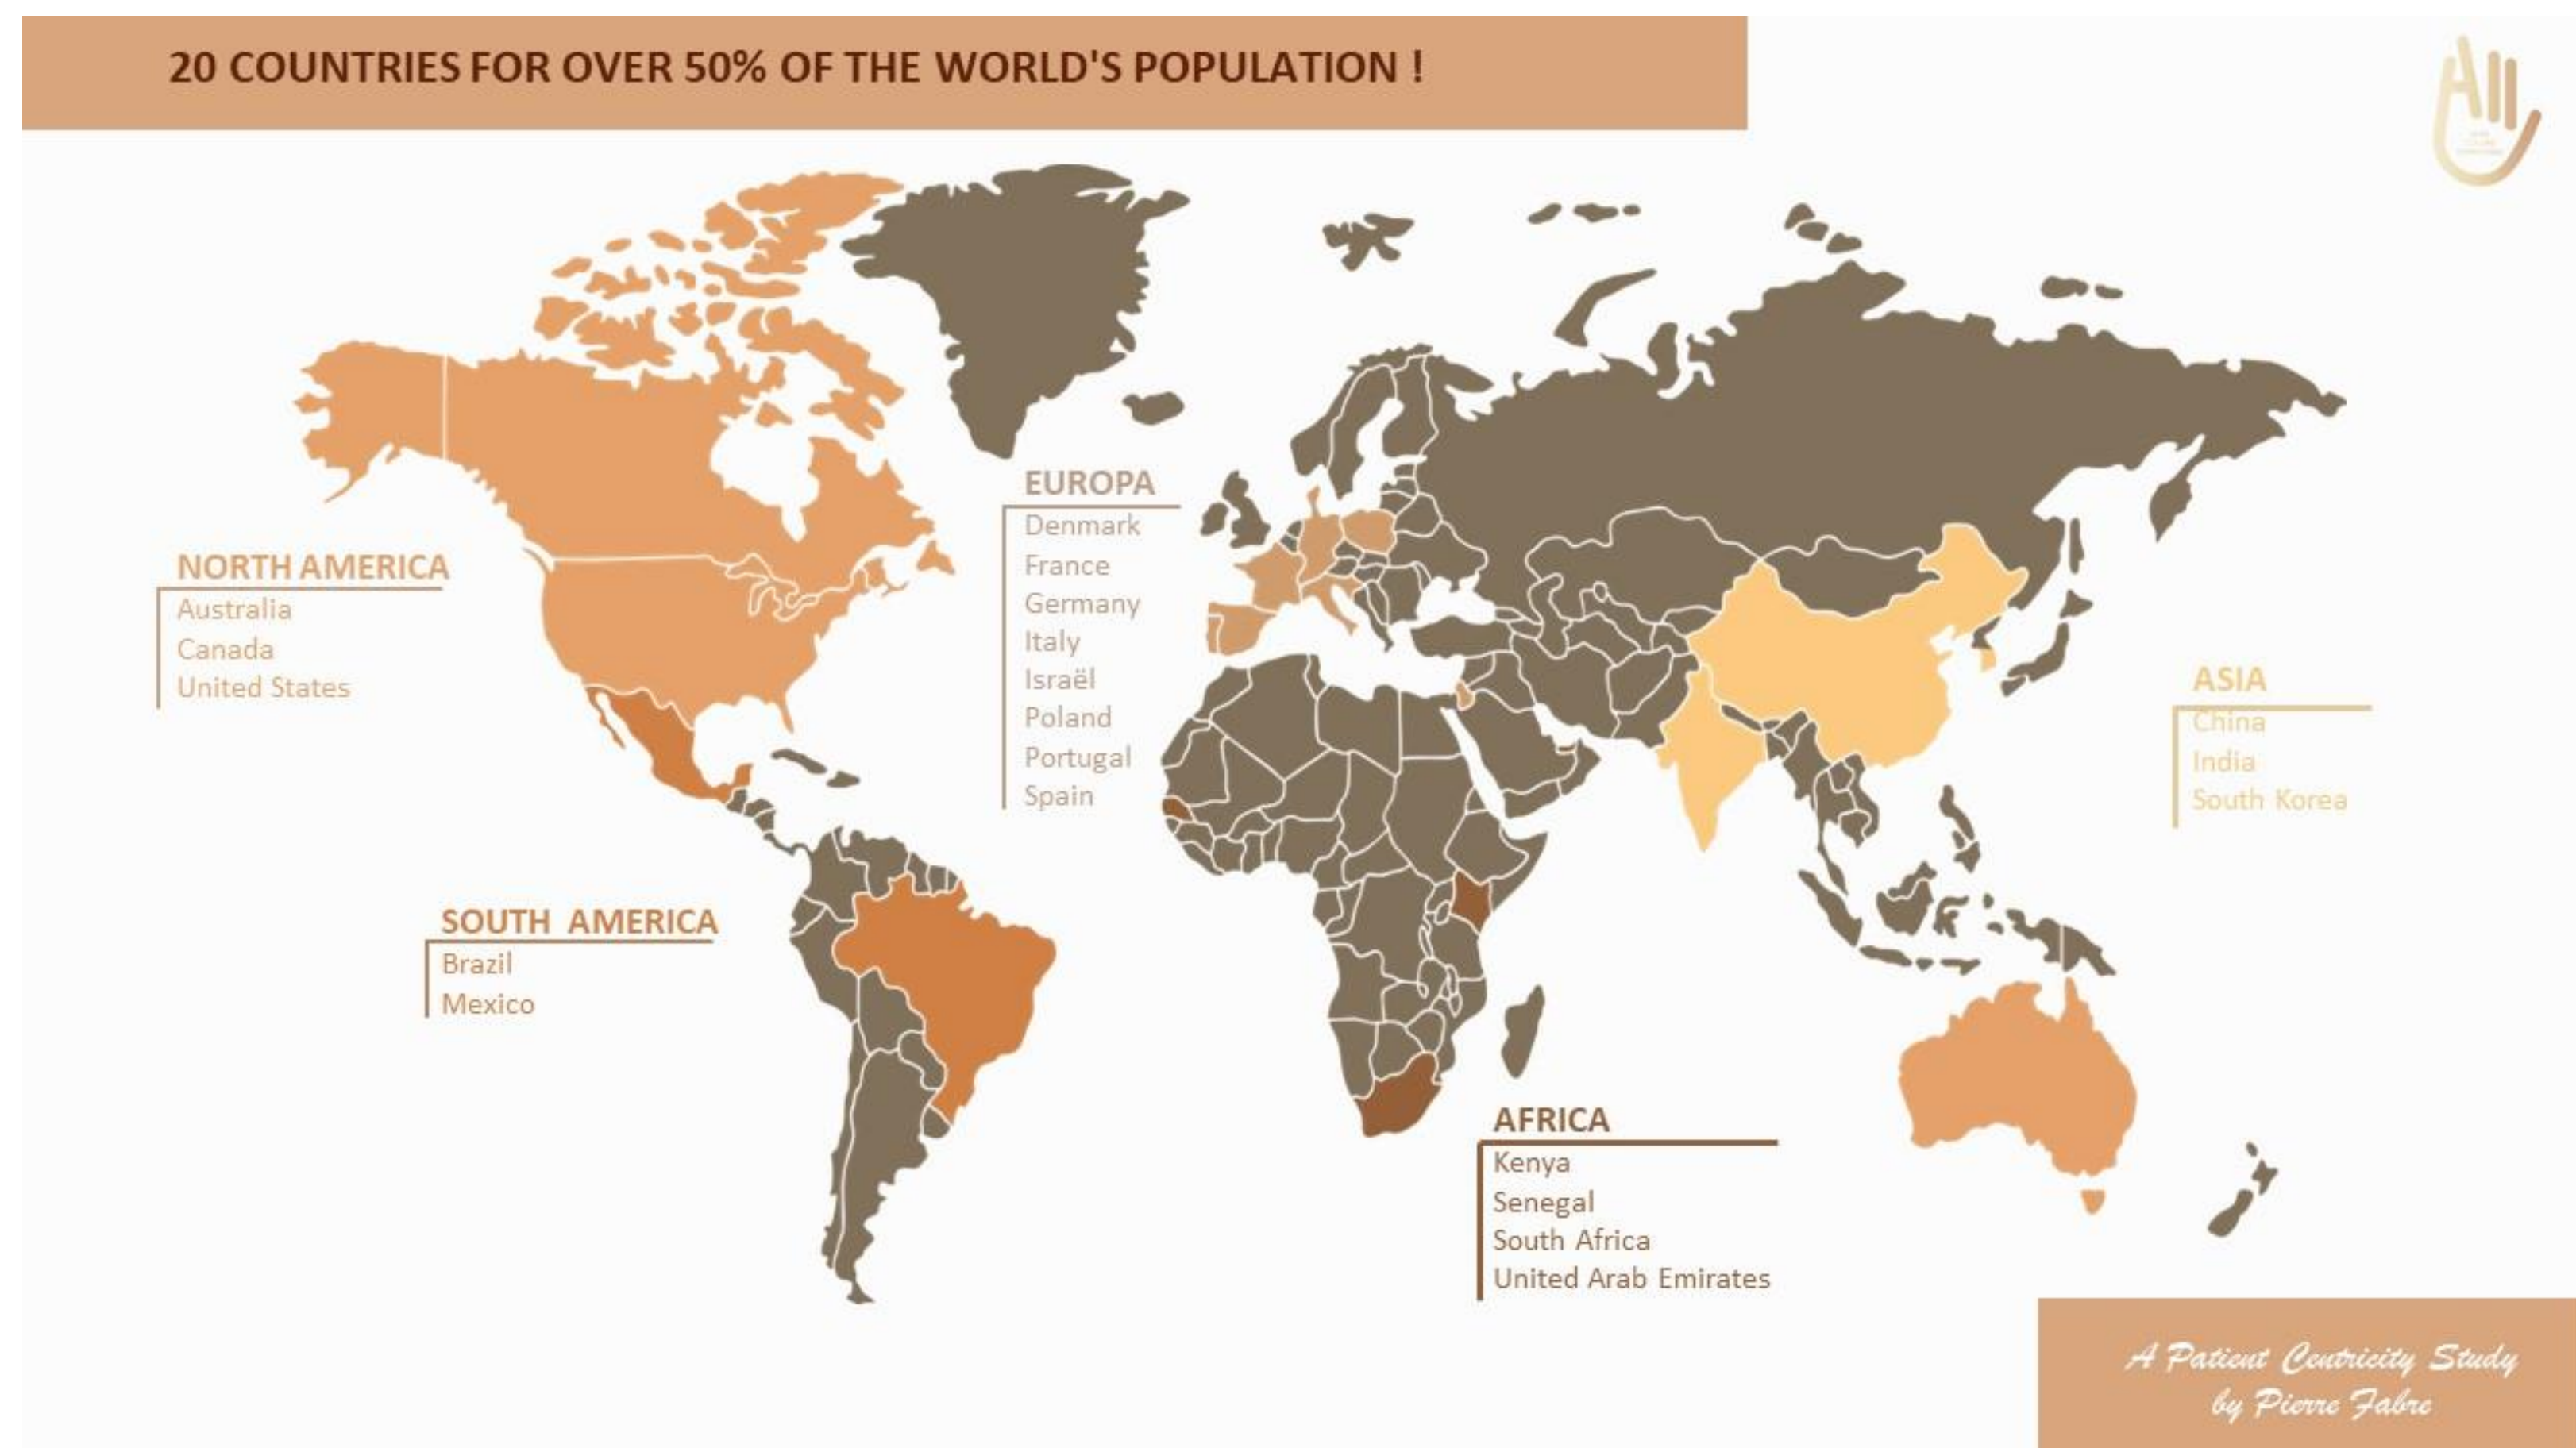 20 COUNTRIES FOR OVER 50% OF THE WORLD'S POPULATION !
All
NORTH AMERICA
Australia
Canada
United States
EUROPA
Denmark
France
Germany
Italy
Israël
Poland
Portugal
Spain
ASIA
China
India
South Korea
SOUTH AMERICA
Brazil
Mexico
AFRICA
Kenya
Senegal
South Africa
United Arab Emirates
A Patient Centricity Study
by Pierre Fabre